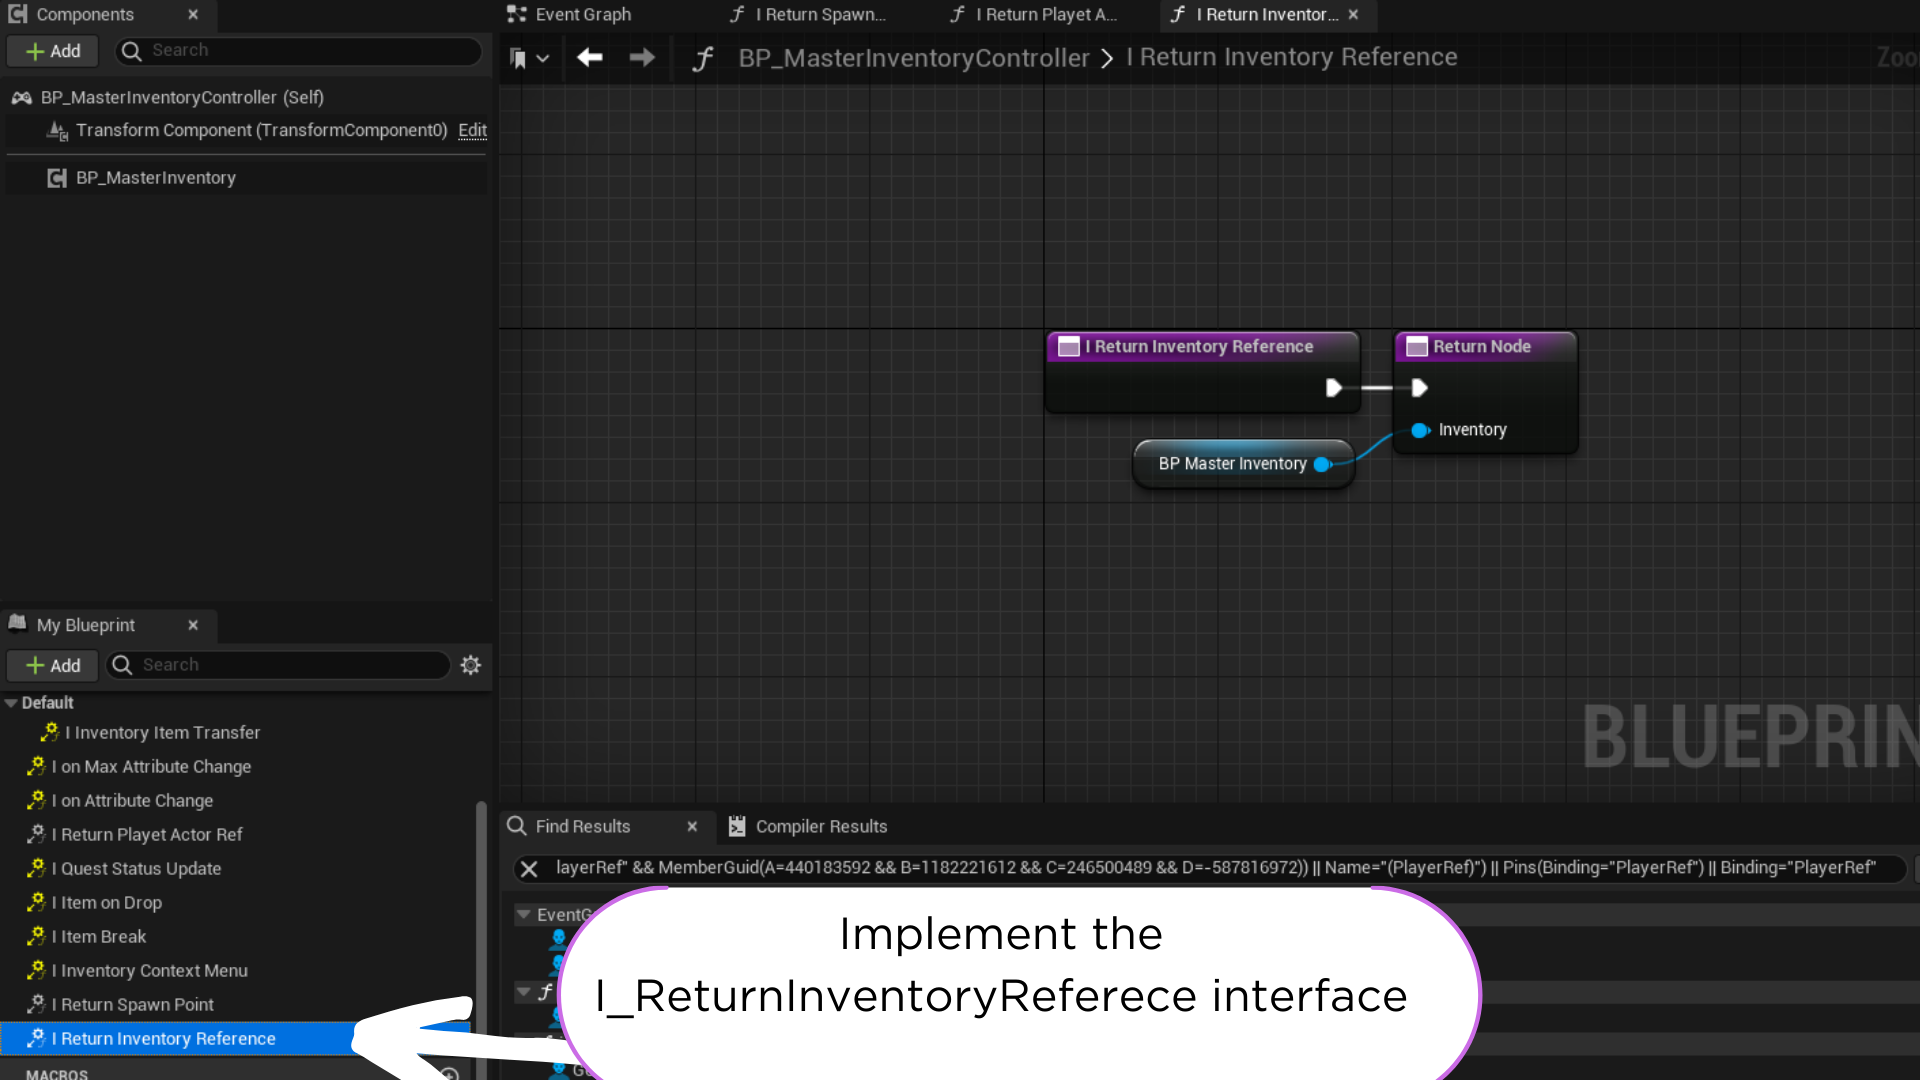 Components
Add
Search
BP_MasterInventoryController (Self)
Transform Component (TransformComponent0) Edit
BP_MasterInventory
Event Graph
I Return Spawn...
I Return Playet A...
I Return Inventor...
BP_MasterInventoryController > I Return Inventory Reference
I Return Inventory Reference
Return Node
Inventory
BP Master Inventory
My Blueprint
Add
Search
Default
I Inventory Item Transfer
I on Max Attribute Change
I on Attribute Change
I Return Playet Actor Ref
I Quest Status Update
I Item on Drop
I Item Break
I Inventory Context Menu
I Return Spawn Point
I Return Inventory Reference
MACROS
Find Results
Compiler Results
layerRef" && MemberGuid(A=440183592 && B=1182221612 && C=246500489 && D=-587816972)) || Name="(PlayerRef)") || Pins(Binding="PlayerRef") || Binding="PlayerRef"
Implement the
I_ReturnInventoryReferece interface